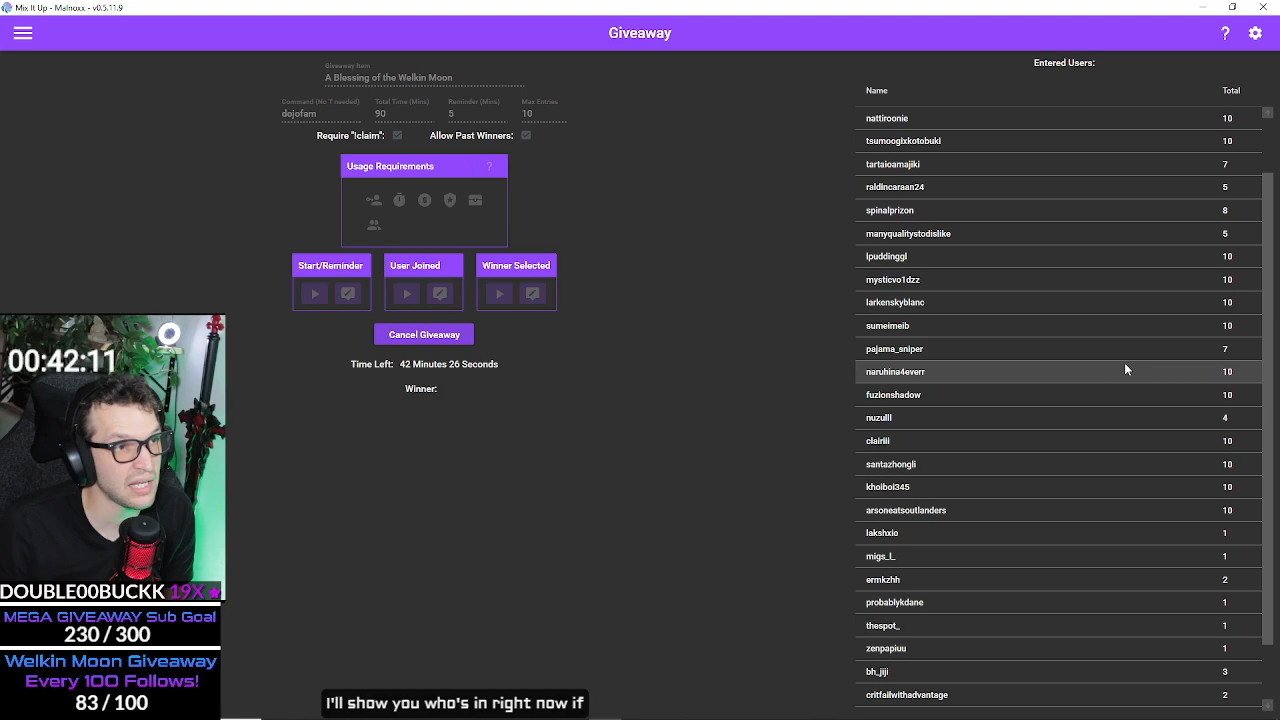 Mix It Up - Malnoxx - v0.5.11.9
Giveaway
?
Giveaway Item
A Blessing of the Welkin Moon
Command (No '!' needed) Total Time (Mins) Reminder (Mins) Max Entries
dojofam 90 5 10
Require "!claim": Allow Past Winners:
Usage Requirements ?
Start/Reminder User Joined Winner Selected
Cancel Giveaway
Time Left: 42 Minutes 26 Seconds
Winner:
Entered Users:
Name Total
nattiroonie 10
tsumooglxkotobuki 10
tartaioamajiki 7
raldincaraan24 5
spinalprizon 8
manyqualitystodislike 5
lpuddinggl 10
mysticvo1dzz 10
larkenskyblanc 10
sumeimeib 10
pajama_sniper 7
naruhina4everr 10
fuzionshadow 10
nuzulll 4
clairiii 10
santazhongli 10
khoiboi345 10
arsoneatsoutlanders 10
lakshxio 1
migs_l_ 1
ermkzhh 2
probablykdane 1
thespot_ 1
zenpapiuu 1
bh_jiji 3
critfailwithadvantage 2
00:42:11
DOUBLE00BUCKK 19X
MEGA GIVEAWAY Sub Goal
230 / 300
Welkin Moon Giveaway
Every 100 Follows!
83 / 100
I'll show you who's in right now if